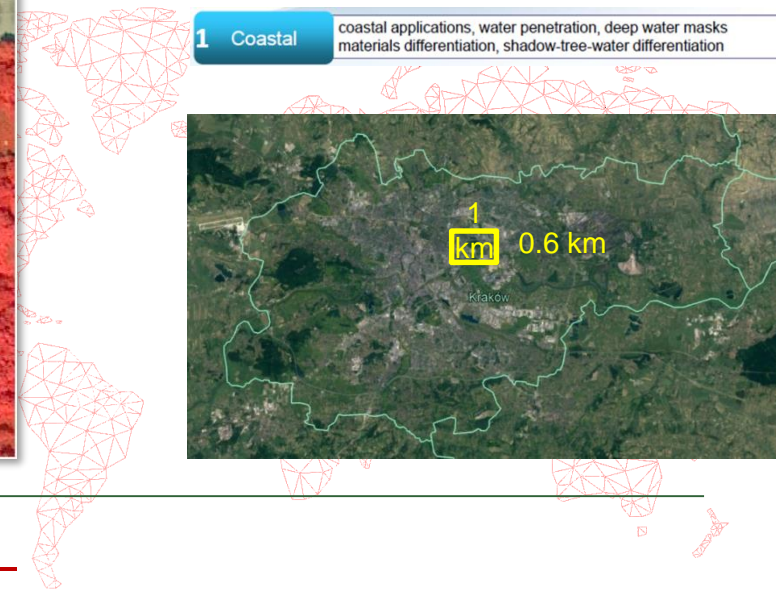 1 Coastal
coastal applications, water penetration, deep water masks
materials differentiation, shadow-tree-water differentiation
1
km
0.6 km
Kraków